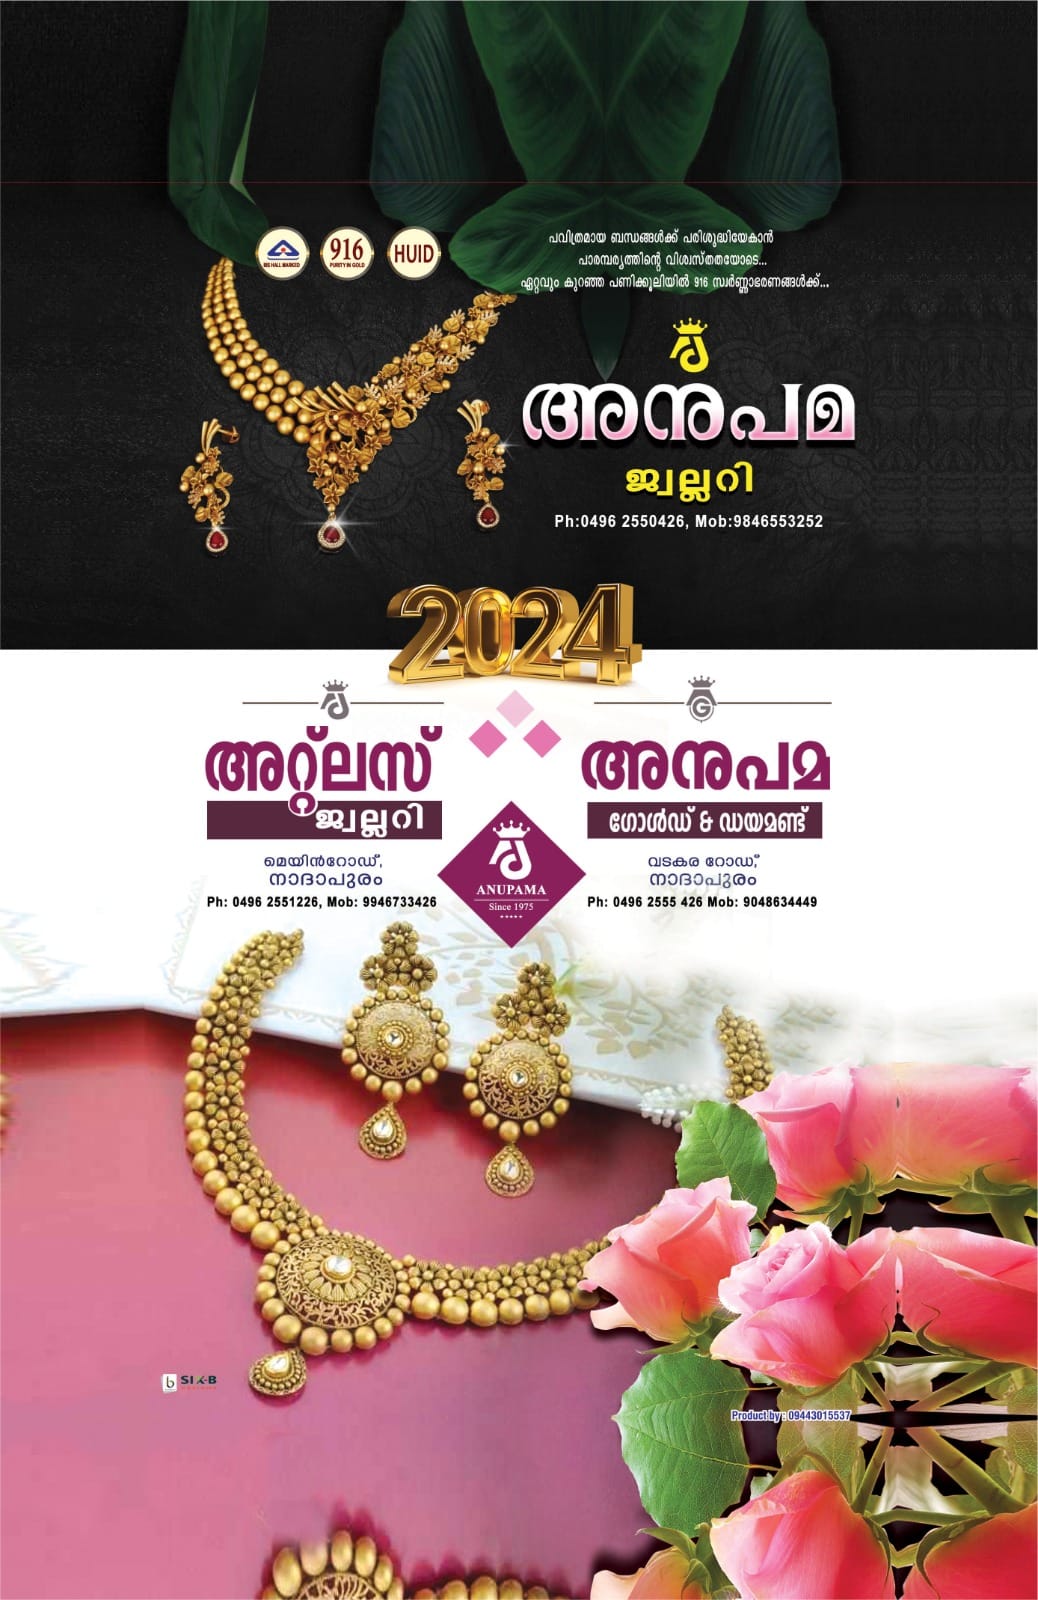 BIS HALL MARKED
916
PURITY IN GOLD
HUID
പവിത്രമായ ബന്ധങ്ങൾക്ക് പരിശുദ്ധിയേകാൻ
പാരമ്പര്യത്തിന്റെ വിശ്വസ്തതയോടെ...
ഏറ്റവും കുറഞ്ഞ പണിക്കൂലിയിൽ 916 സ്വർണ്ണാഭരണങ്ങൾക്ക്...
അനുപമ
ജ്വല്ലറി
Ph:0496 2550426, Mob:9846553252
2024
അറ്റ്ലസ്
ജ്വല്ലറി
മെയിൻറോഡ്,
നാദാപുരം
Ph: 0496 2551226, Mob: 9946733426
ANUPAMA
Since 1975
G
അനുപമ
ഗോൾഡ് & ഡയമണ്ട്
വടകര റോഡ്,
നാദാപുരം
Ph: 0496 2555 426 Mob: 9048634449
Product by : 09443015537